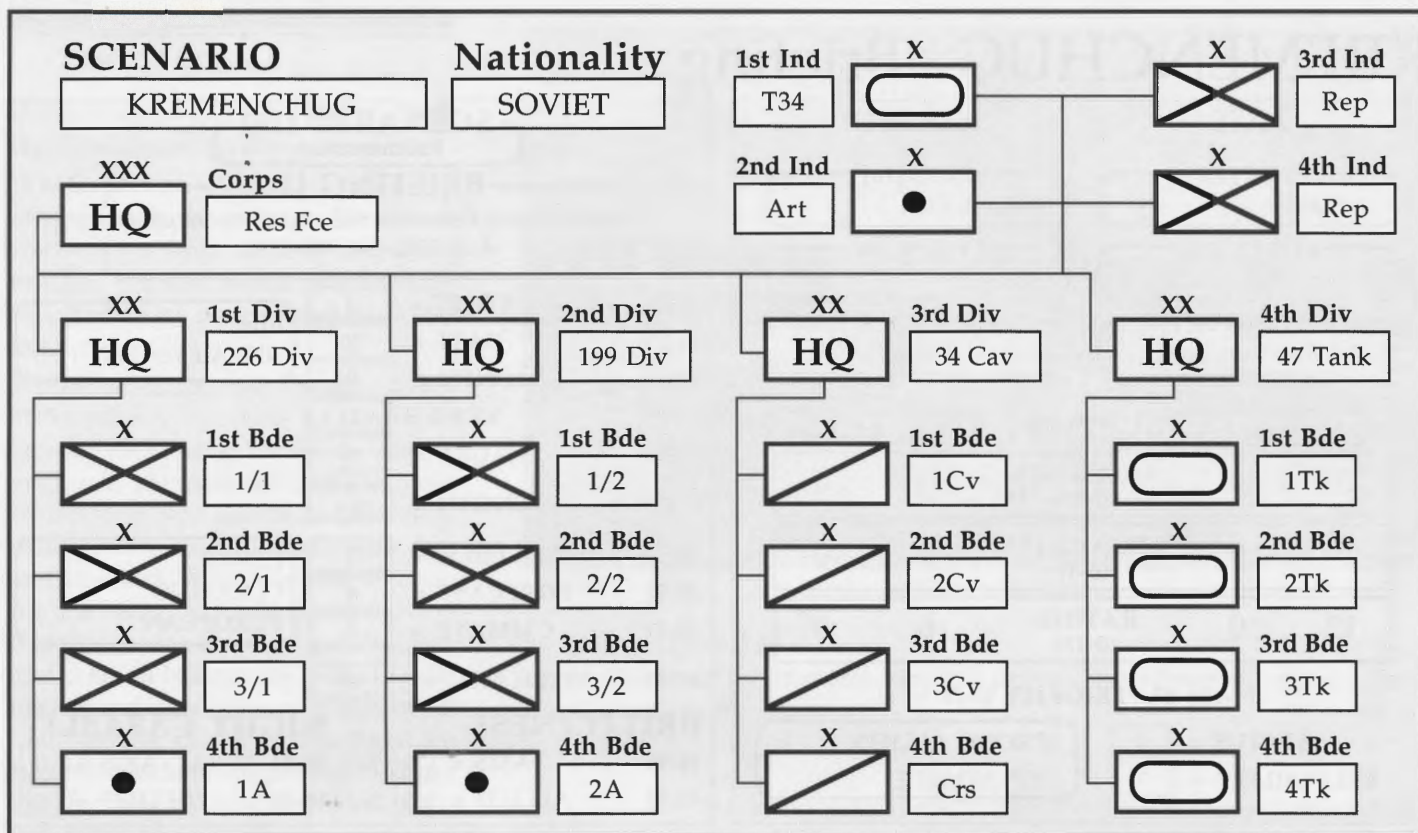 SCENARIO
KREMENCHUG
Nationality
SOVIET
XXX
Corps
HQ
Res Fce
X
1st Ind
T34
X
3rd Ind
Rep
X
2nd Ind
Art
X
4th Ind
Rep
XX
1st Div
HQ
226 Div
XX
2nd Div
HQ
199 Div
XX
3rd Div
HQ
34 Cav
XX
4th Div
HQ
47 Tank
X
1st Bde
1/1
X
1st Bde
1/2
X
1st Bde
1Cv
X
1st Bde
1Tk
X
2nd Bde
2/1
X
2nd Bde
2/2
X
2nd Bde
2Cv
X
2nd Bde
2Tk
X
3rd Bde
3/1
X
3rd Bde
3/2
X
3rd Bde
3Cv
X
3rd Bde
3Tk
X
4th Bde
1A
X
4th Bde
2A
X
4th Bde
Crs
X
4th Bde
4Tk